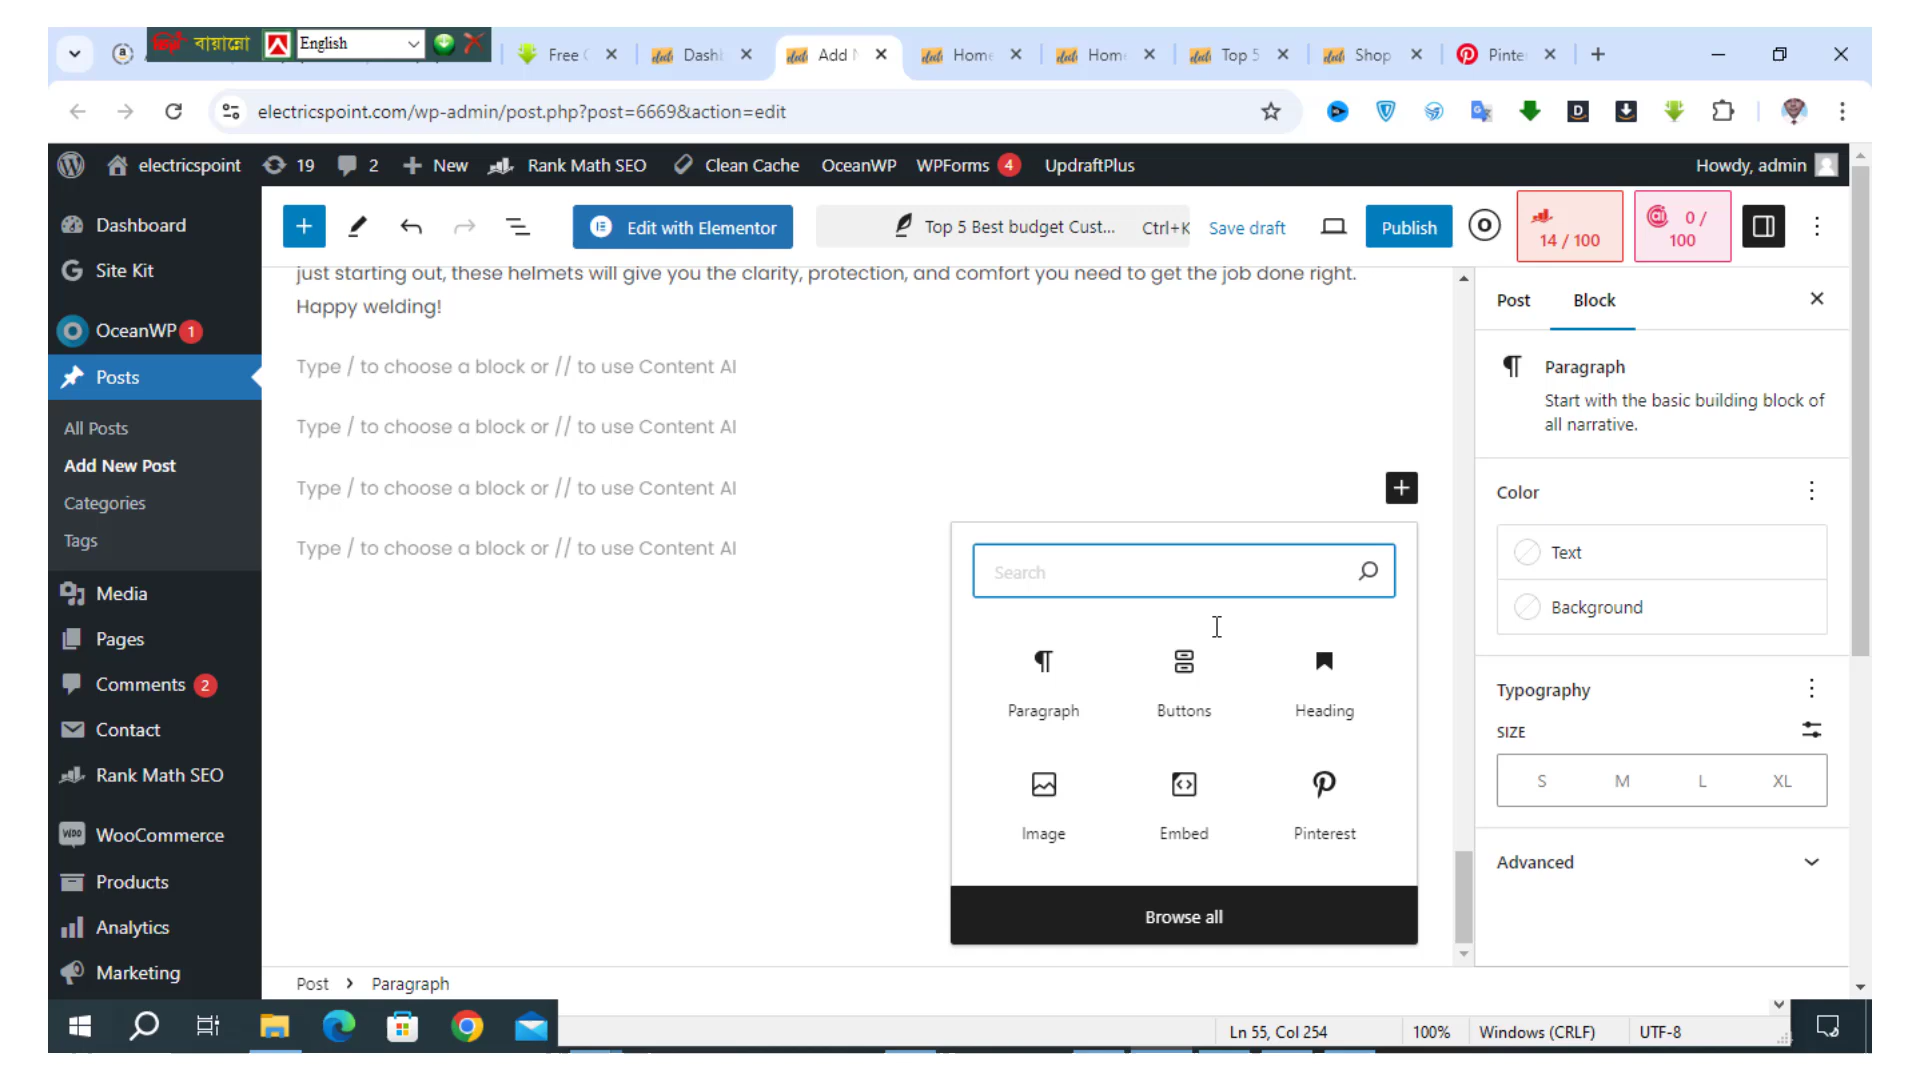 বায়ান্নো
English
Free
Dash
Add
Home
Hom
Top 5
Shop
Pinte
electricspoint.com/wp-admin/post.php?post=6669&action=edit
electricspoint 19 2 New Rank Math SEO Clean Cache OceanWP WPForms 4 UpdraftPlus Howdy, admin
Dashboard
Site Kit
OceanWP 1
Posts
All Posts
Add New Post
Categories
Tags
Media
Pages
Comments 2
Contact
Rank Math SEO
WooCommerce
Products
Analytics
Marketing
Edit with Elementor
Top 5 Best budget Cust... Ctrl+K
Save draft
Publish
14 / 100
0 /
100
just starting out, these helmets will give you the clarity, protection, and comfort you need to get the job done right.
Happy welding!
Type / to choose a block or // to use Content AI
Type / to choose a block or // to use Content AI
Type / to choose a block or // to use Content AI
Type / to choose a block or // to use Content AI
Search
Paragraph Buttons Heading
Image Embed Pinterest
Browse all
Post Block
Paragraph
Start with the basic building block of
all narrative.
Color
Text
Background
Typography
SIZE
S M L XL
Advanced
Post > Paragraph
Ln 55, Col 254 100% Windows (CRLF) UTF-8